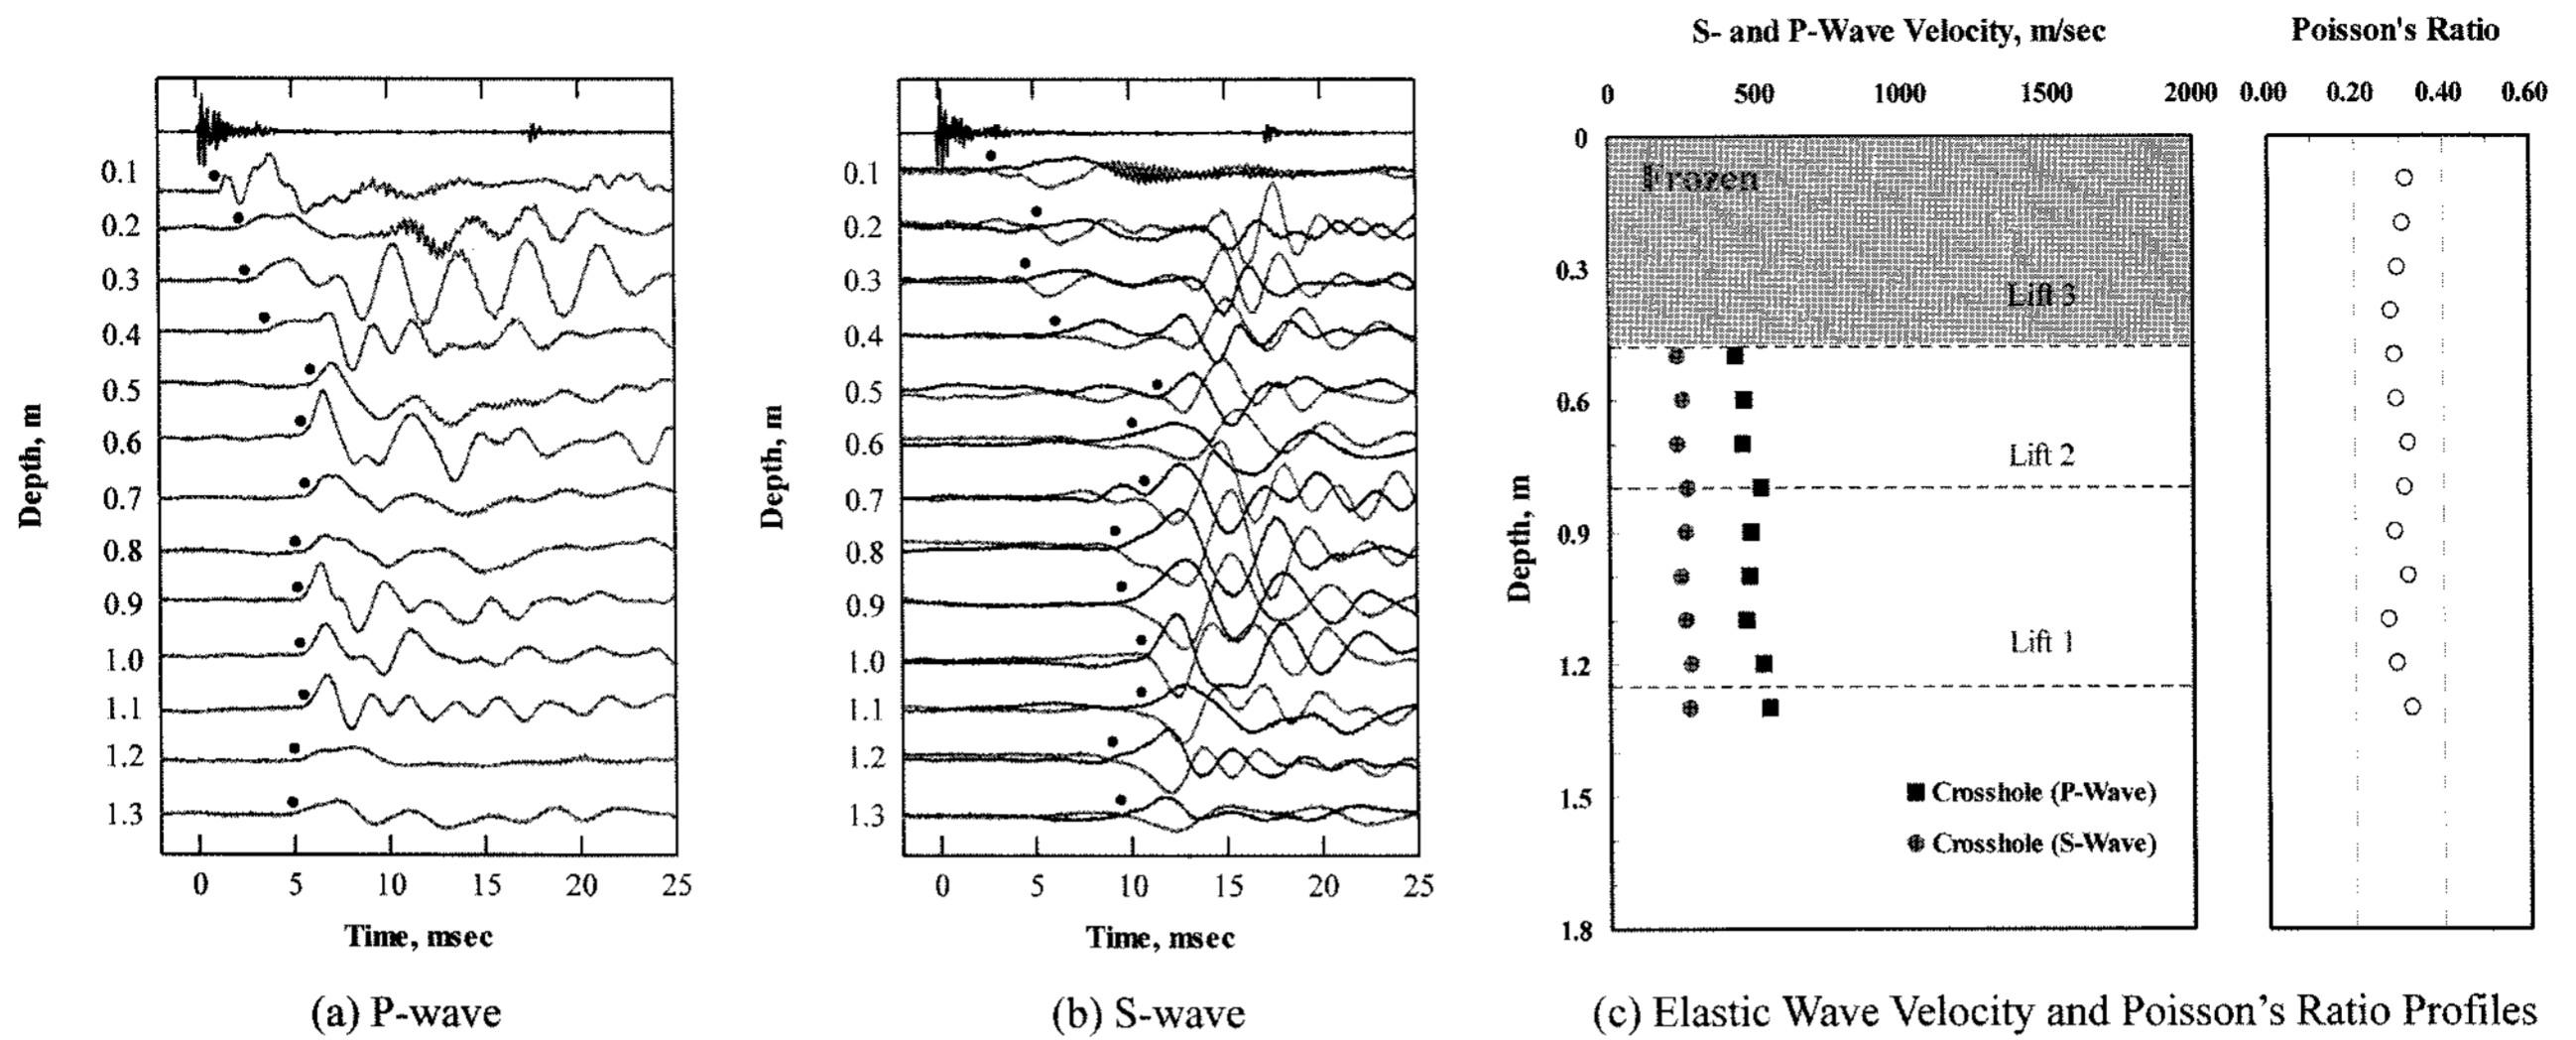 S- and P-Wave Velocity, m/sec
Poisson's Ratio
0 500 1000 1500 2000
0.00 0.20 0.40 0.60
0.1
0.2
0.3
0.4
0.5
0.6
0.7
0.8
0.9
1.0
1.1
1.2
1.3
Depth, m
0 5 10 15 20 25
Time, msec
0.1
0.2
0.3
0.4
0.5
0.6
0.7
0.8
0.9
1.0
1.1
1.2
1.3
Depth, m
0 5 10 15 20 25
Time, msec
0
0.3
0.6
0.9
1.2
1.5
1.8
Depth, m
Frozen
Lift 3
Lift 2
Lift 1
Crosshole (P-Wave)
Crosshole (S-Wave)
(a) P-wave
(b) S-wave
(c) Elastic Wave Velocity and Poisson's Ratio Profiles